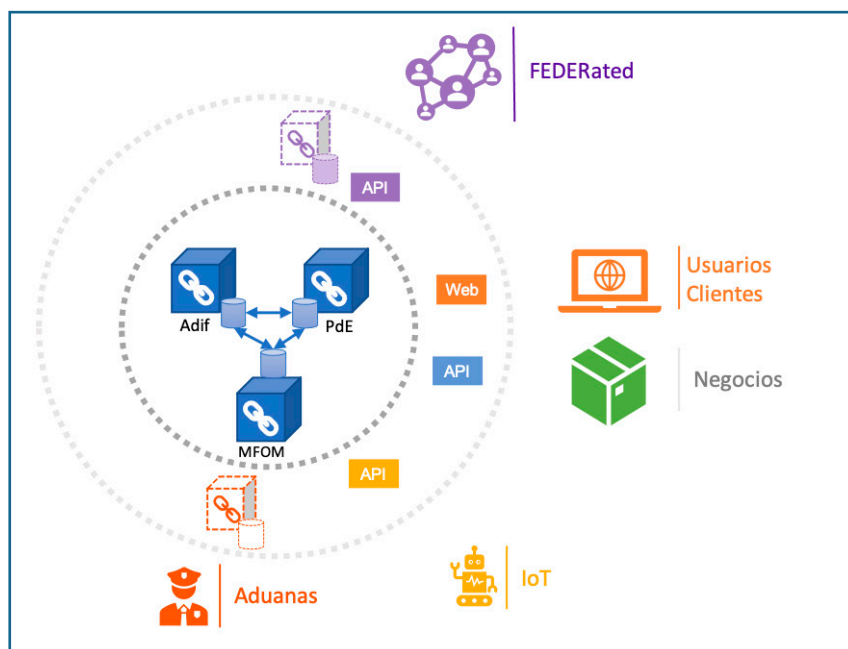 FEDERated
API
Adif
PdE
Web
Usuarios
Clientes
API
Negocios
MFOM
API
Aduanas
IoT